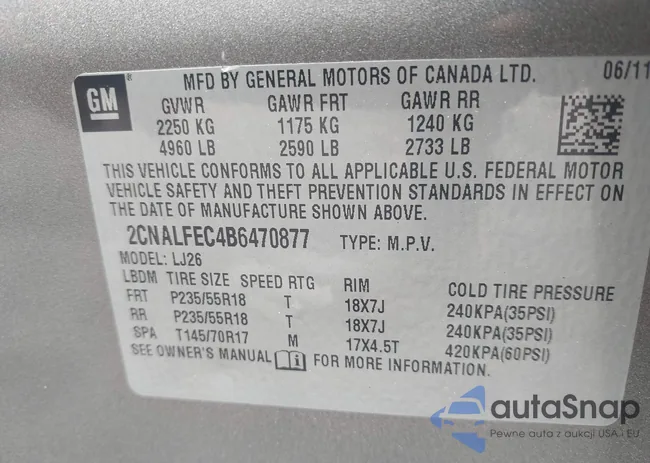 GM ®
MFD BY GENERAL MOTORS OF CANADA LTD. 06/11
GVWR GAWR FRT GAWR RR
2250 KG 1175 KG 1240 KG
4960 LB 2590 LB 2733 LB
THIS VEHICLE CONFORMS TO ALL APPLICABLE U.S. FEDERAL MOTOR
VEHICLE SAFETY AND THEFT PREVENTION STANDARDS IN EFFECT ON
THE DATE OF MANUFACTURE SHOWN ABOVE.
2CNALFEC4B6470877 TYPE: M.P.V.
MODEL: LJ26
LBDM TIRE SIZE SPEED RTG RIM COLD TIRE PRESSURE
FRT P235/55R18 T 18X7J 240KPA(35PSI)
RR P235/55R18 T 18X7J 240KPA(35PSI)
SPA T145/70R17 M 17X4.5T 420KPA(60PSI)
SEE OWNER'S MANUAL i FOR MORE INFORMATION.
autaSnap
Pewne auta z aukcji USA i EU